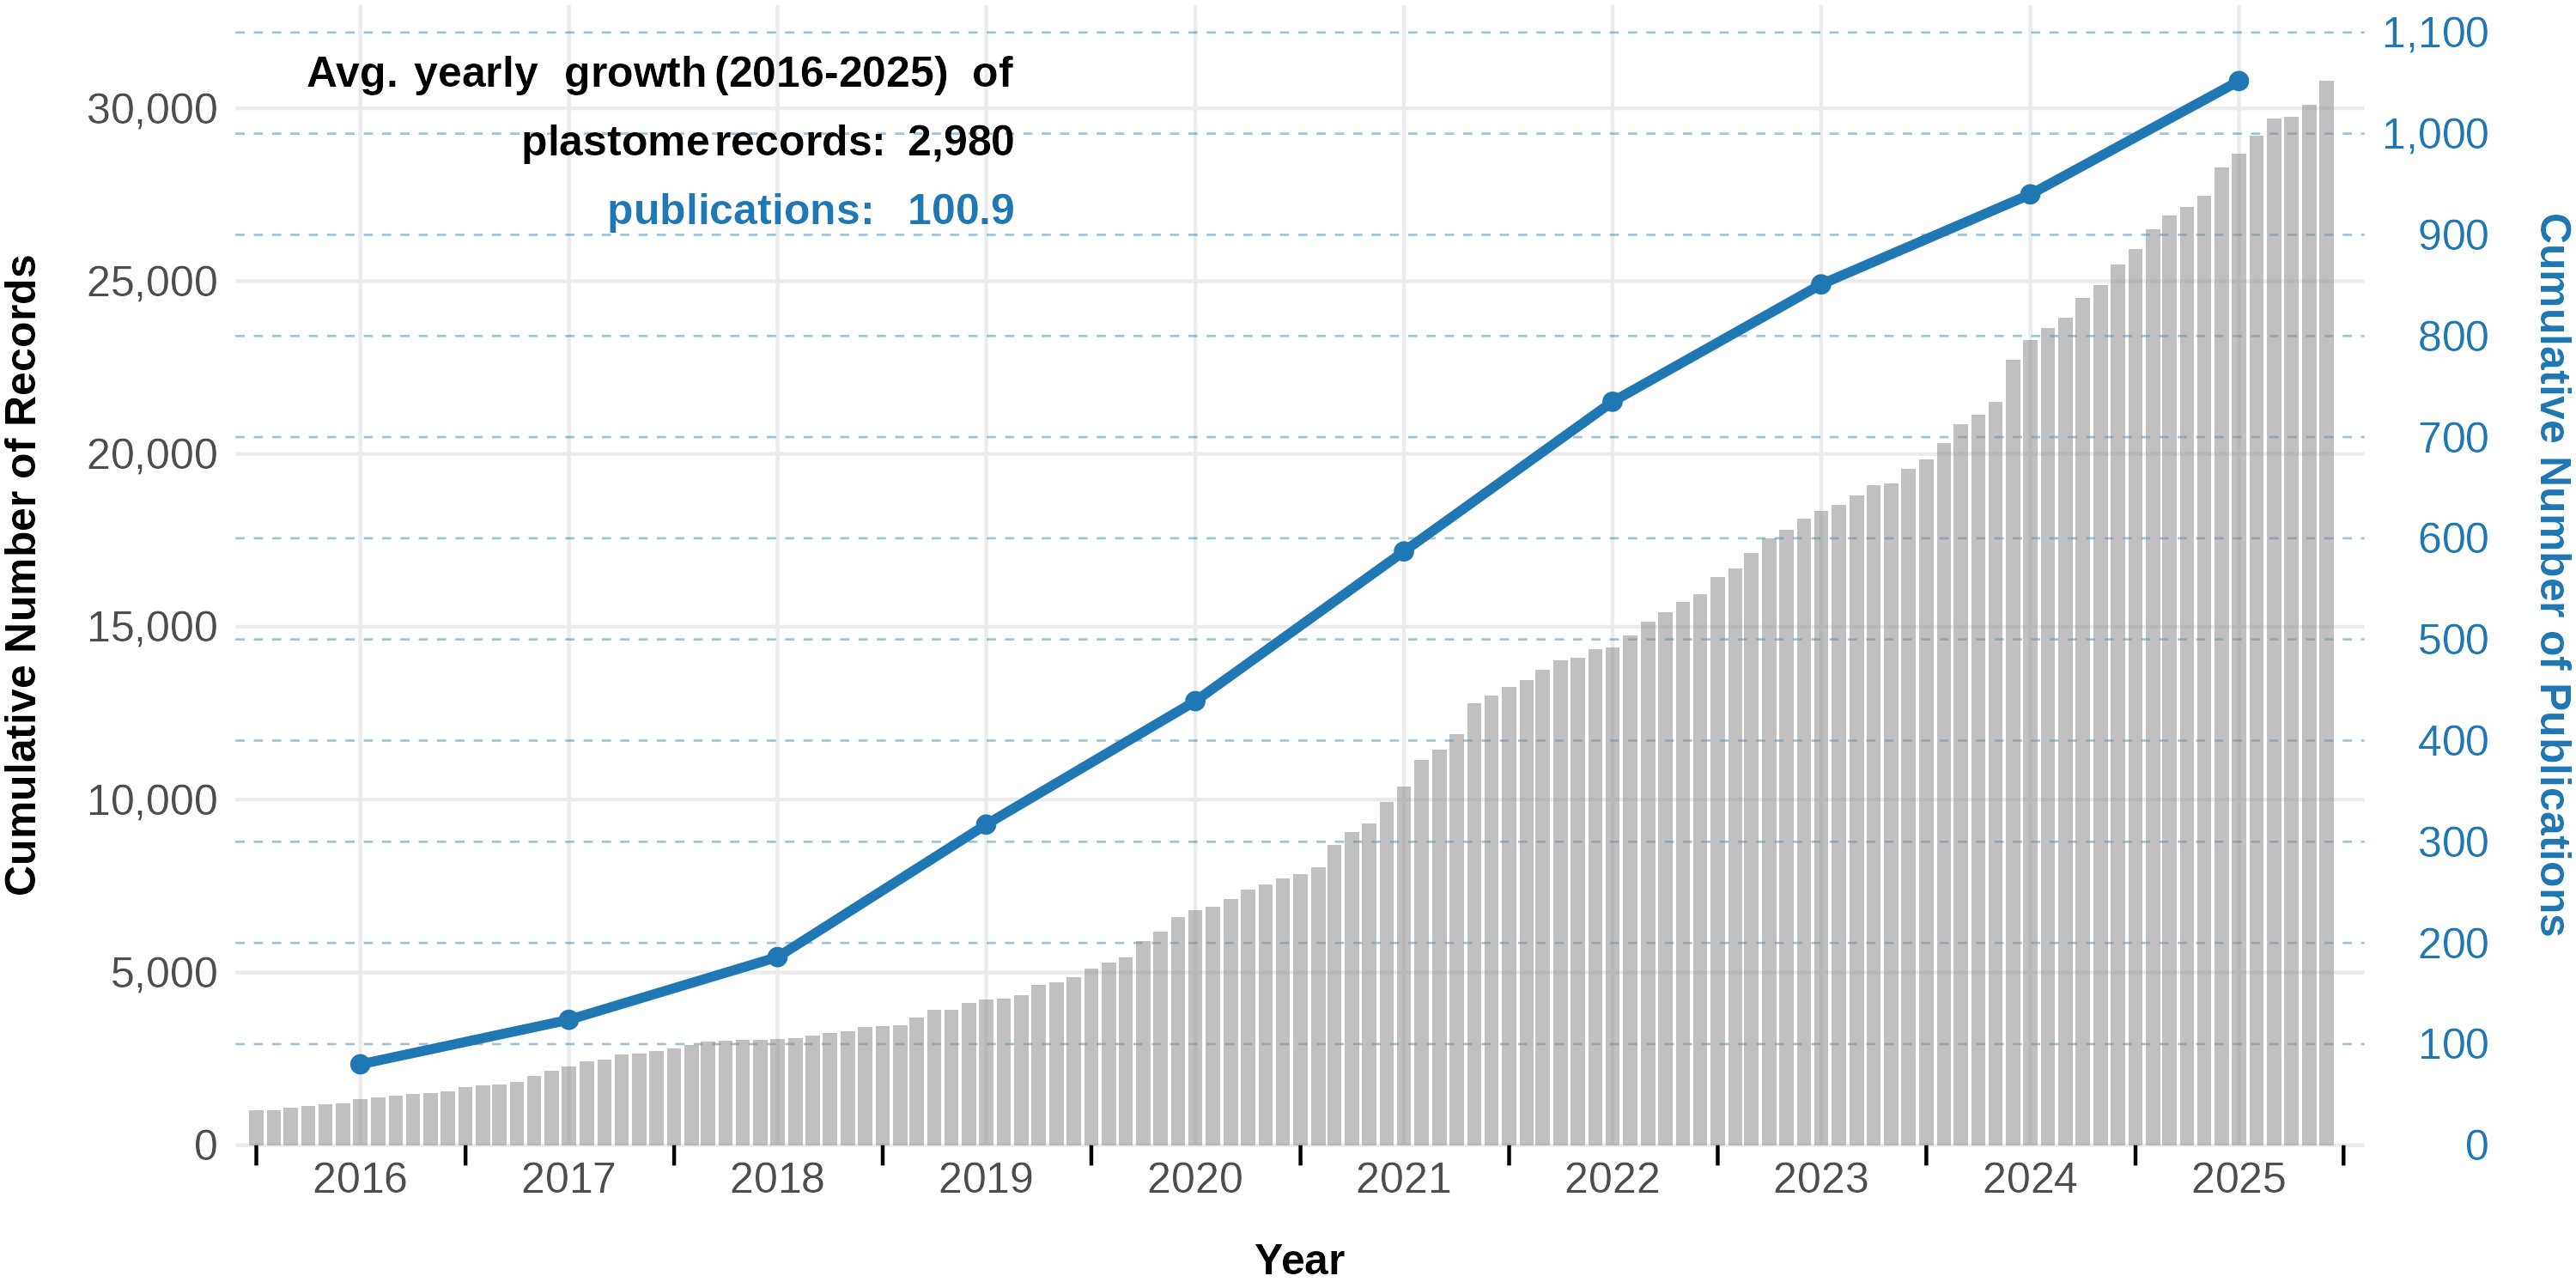 Avg. yearly growth (2016-2025) of
plastome records: 2,980
publications: 100.9
Cumulative Number of Records
30,000
25,000
20,000
15,000
10,000
5,000
0
1,100
1,000
900
800
700
600
500
400
300
200
100
0
Cumulative Number of Publications
2016 2017 2018 2019 2020 2021 2022 2023 2024 2025
Year